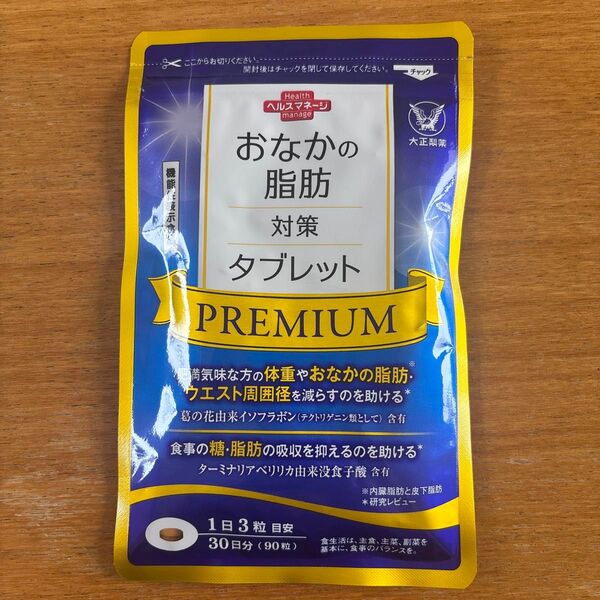 ここからお切りください。
開封後はチャックを閉じて保存してください。
チャック
Health
ヘルスマネージ
manage
大正製薬
おなかの
脂肪
対策
タブレット
機能性表示食
PREMIUM
満気味な方の体重やおなかの脂肪※・
ウエスト周囲径を減らすのを助ける*
葛の花由来イソフラボン(テクトリゲニン類として)含有
食事の糖・脂肪の吸収を抑えるのを助ける*
ターミナリアベリリカ由来没食子酸 含有
※内臓脂肪と皮下脂肪
*研究レビュー
1日3粒 目安
30日分(90粒)
食生活は、主食、主菜、副菜を
基本に、食事のバランスを。